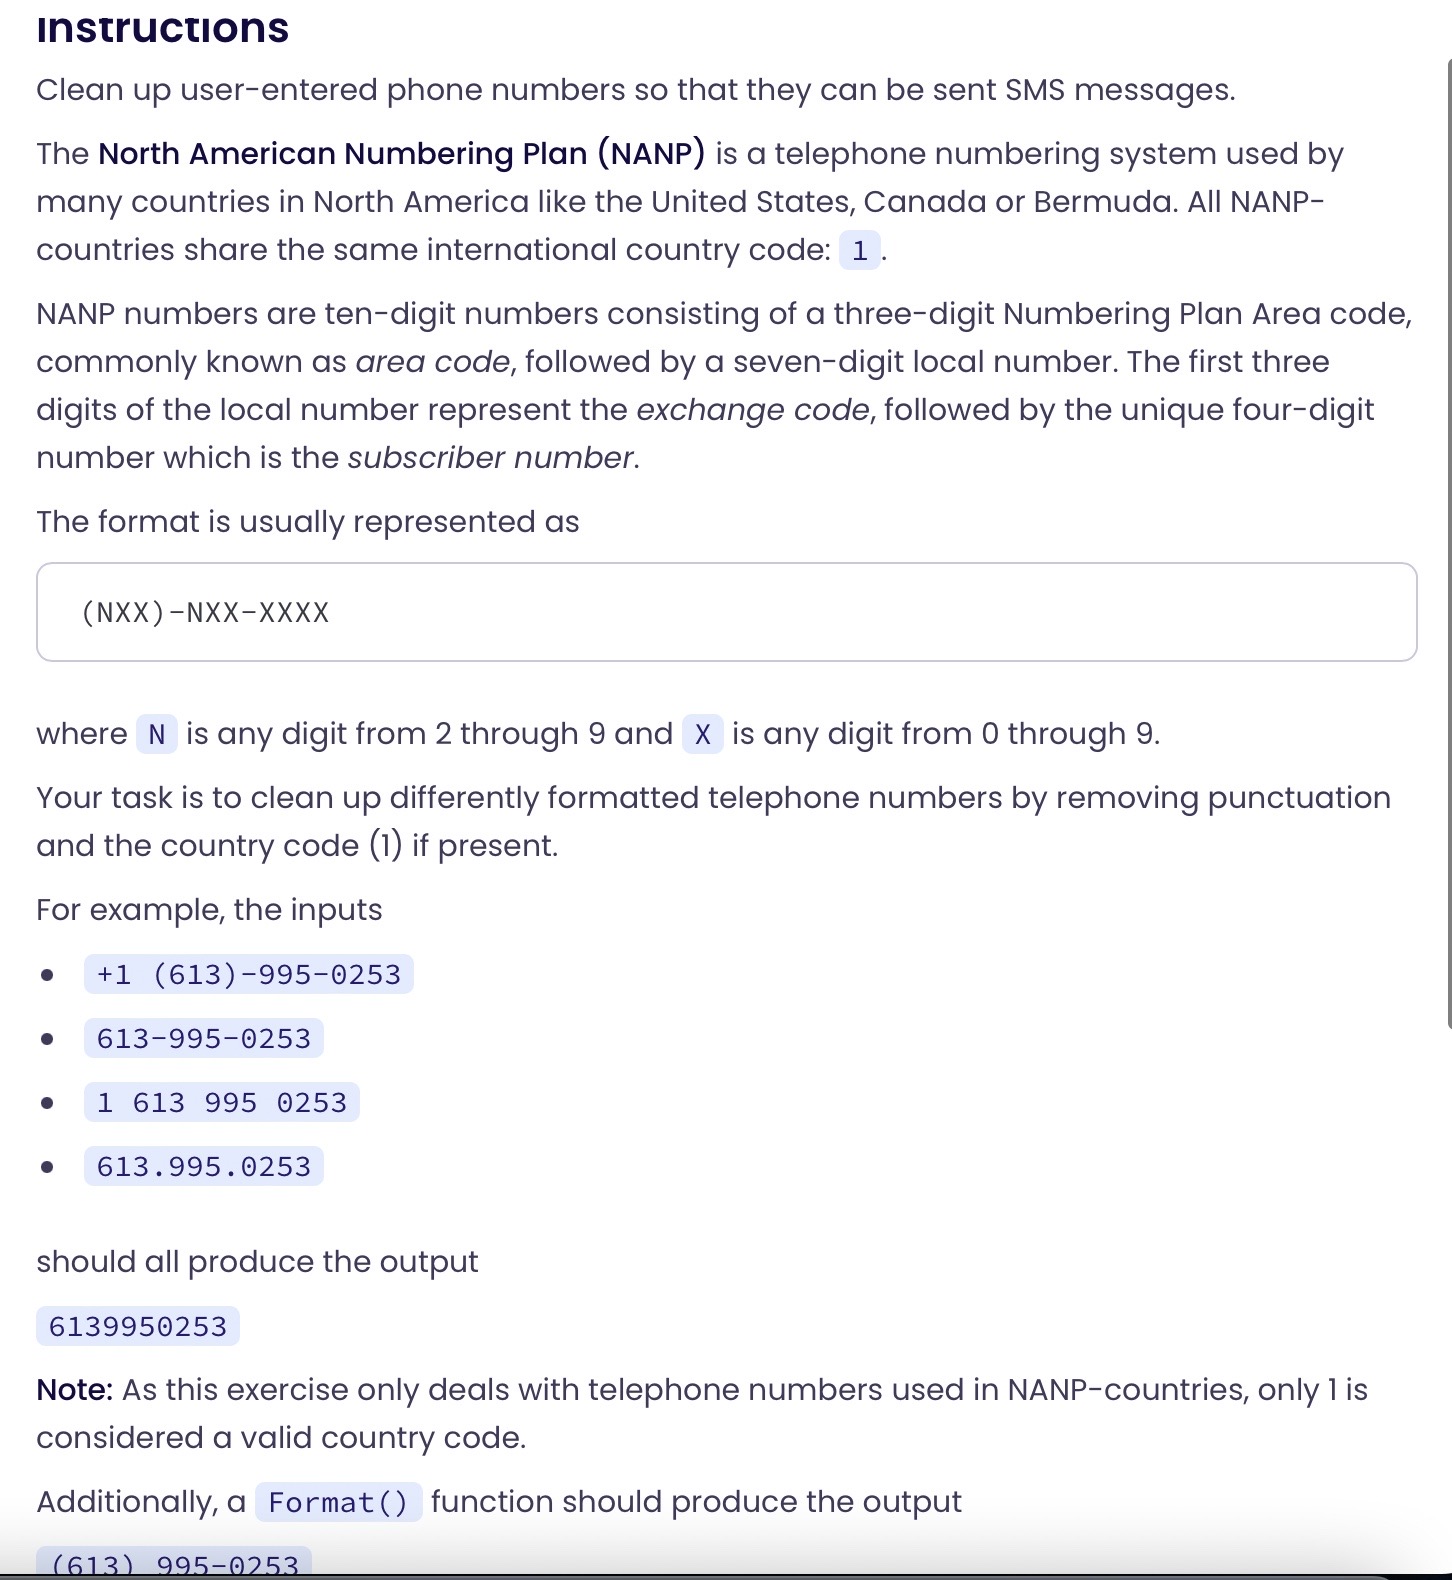 Instructions
Clean up user-entered phone numbers so that they can be sent SMS messages.
The North American Numbering Plan (NANP) is a telephone numbering system used by
many countries in North America like the United States, Canada or Bermuda. All NANP-
countries share the same international country code: 1.
NANP numbers are ten-digit numbers consisting of a three-digit Numbering Plan Area code,
commonly known as area code, followed by a seven-digit local number. The first three
digits of the local number represent the exchange code, followed by the unique four-digit
number which is the subscriber number.
The format is usually represented as
(NXX)-NXX-XXXX
where N is any digit from 2 through 9 and X is any digit from 0 through 9.
Your task is to clean up differently formatted telephone numbers by removing punctuation
and the country code (1) if present.
For example, the inputs
• +1 (613)-995-0253
• 613-995-0253
• 1 613 995 0253
• 613.995.0253
should all produce the output
6139950253
Note: As this exercise only deals with telephone numbers used in NANP-countries, only 1 is
considered a valid country code.
Additionally, a Format() function should produce the output
(613) 995-0253